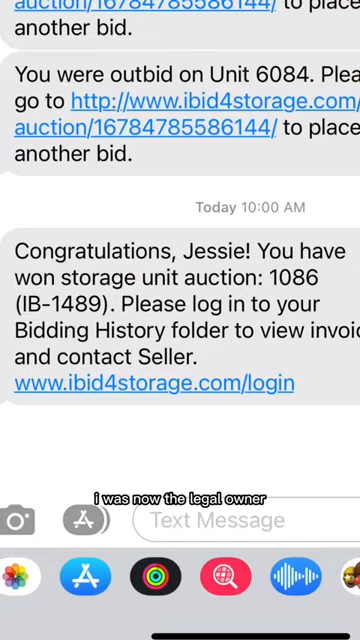 auction/16784785586144/ to place
another bid.
You were outbid on Unit 6084. Plea
go to http://www.ibid4storage.com/
auction/16784785586144/ to place
another bid.
Today 10:00 AM
Congratulations, Jessie! You have
won storage unit auction: 1086
(IB-1489). Please log in to your
Bidding History folder to view invoic
and contact Seller.
www.ibid4storage.com/login
i was now the legal owner
Text Message